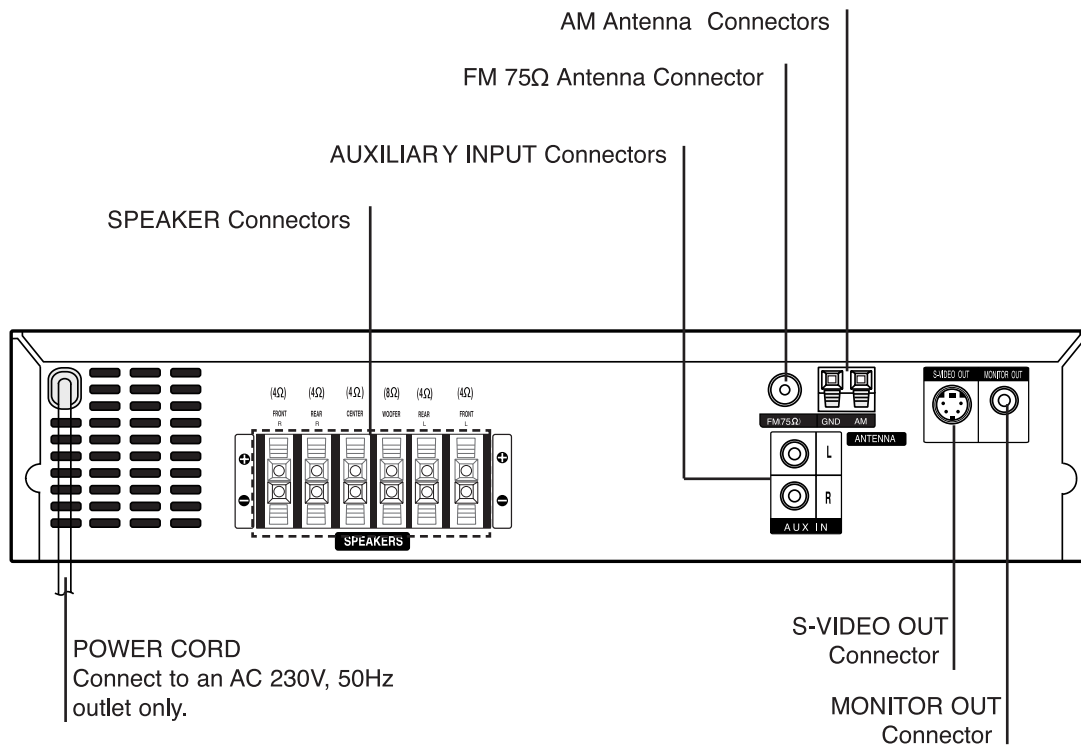 AM Antenna Connectors
FM 75Ω Antenna Connector
AUXILIARY INPUT Connectors
SPEAKER Connectors
(4Ω) (4Ω) (4Ω) (8Ω) (4Ω) (4Ω)
FRONT REAR CENTER WOOFER REAR FRONT
R R L L
+ +
− −
SPEAKERS
FM(75Ω) GND AM
ANTENNA
L
R
AUX IN
S-VIDEO OUT MONITOR OUT
POWER CORD
Connect to an AC 230V, 50Hz
outlet only.
S-VIDEO OUT
Connector
MONITOR OUT
Connector